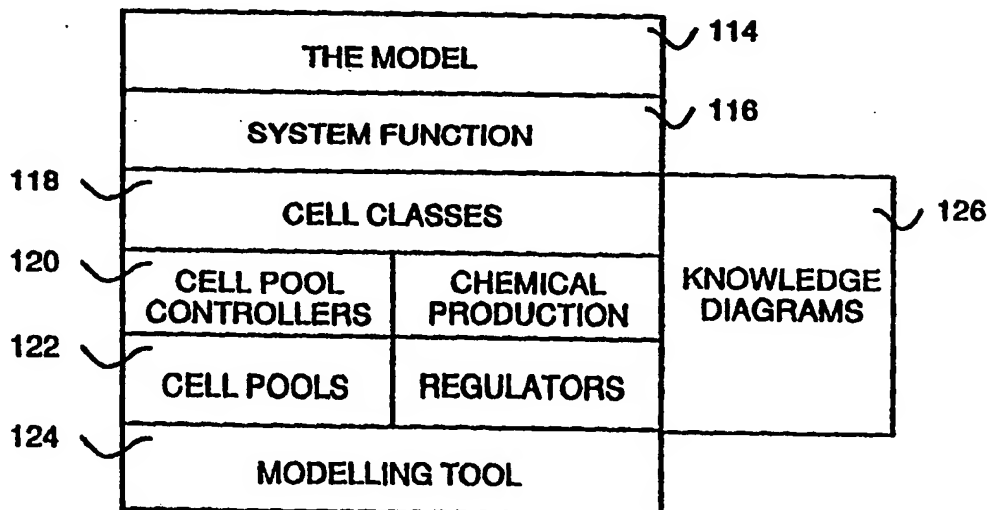 114
THE MODEL
116
SYSTEM FUNCTION
118
CELL CLASSES
126
120
CELL POOL
CONTROLLERS
CHEMICAL
PRODUCTION
KNOWLEDGE
DIAGRAMS
122
CELL POOLS
REGULATORS
124
MODELLING TOOL